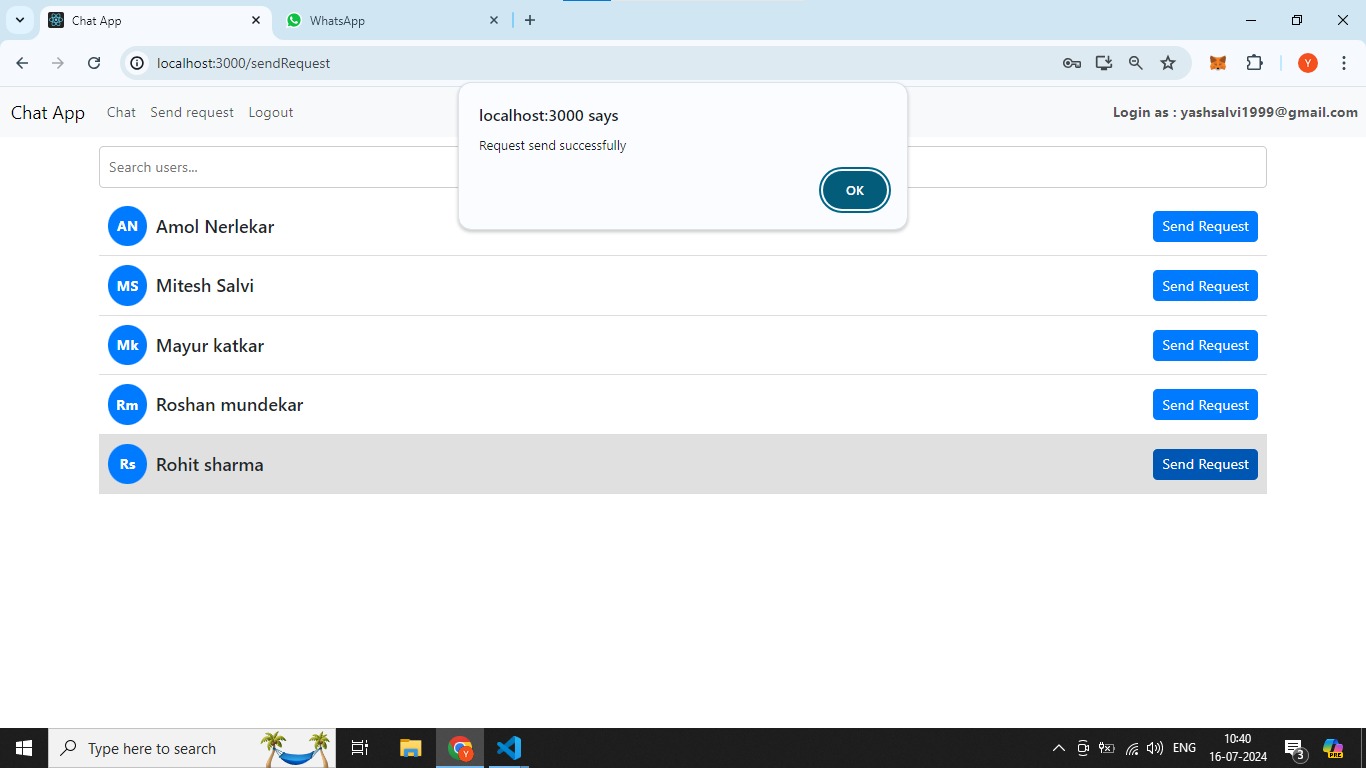 Chat App
WhatsApp
localhost:3000/sendRequest
Y
Chat App Chat Send request Logout
Login as : yashsalvi1999@gmail.com
localhost:3000 says
Request send successfully
OK
Search users...
AN Amol Nerlekar Send Request
MS Mitesh Salvi Send Request
Mk Mayur katkar Send Request
Rm Roshan mundekar Send Request
Rs Rohit sharma Send Request
Type here to search
Y
ENG
10:40
16-07-2024
3
PRE